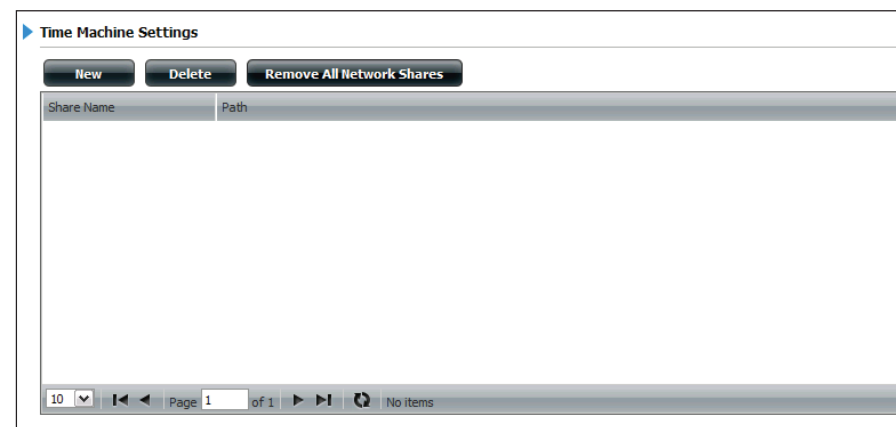 Time Machine Settings
New Delete Remove All Network Shares
Share Name Path
10 Page 1 of 1 No items